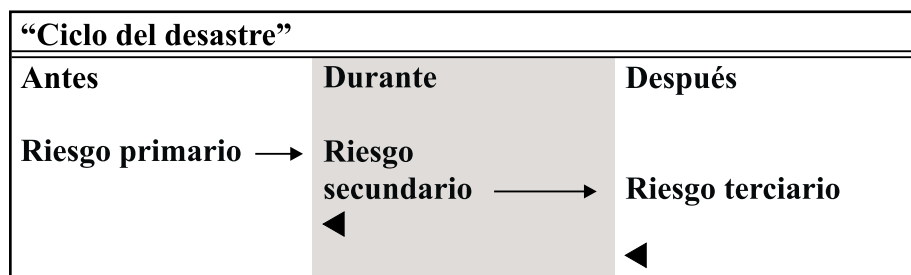 “Ciclo del desastre”
Antes Durante Después
Riesgo primario Riesgo
secundario Riesgo terciario